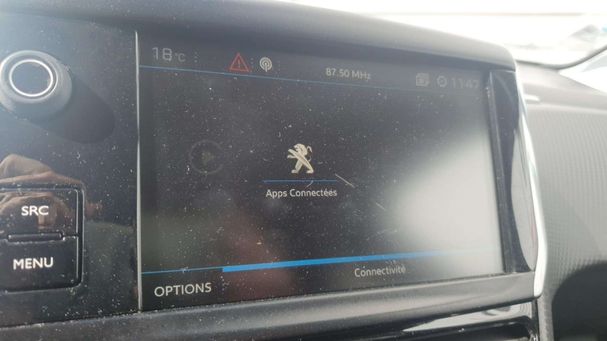 18°C 87.50 MHz 11:47
Apps Connectées
SRC
MENU
Connectivité
OPTIONS